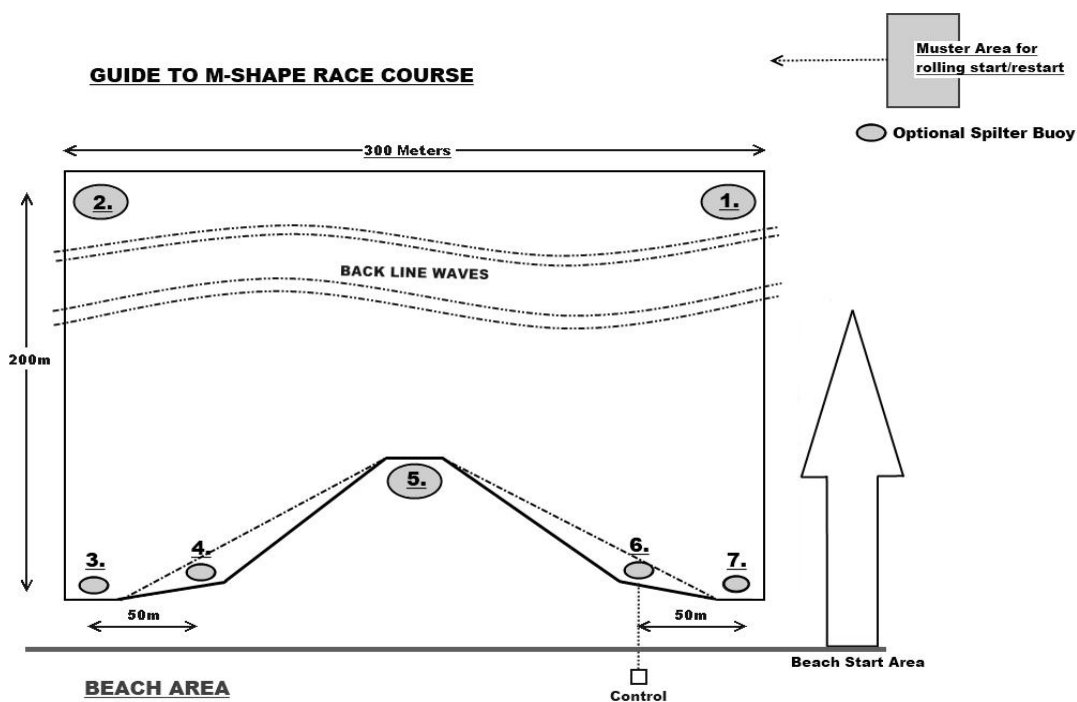 Muster Area for
rolling start/restart
GUIDE TO M-SHAPE RACE COURSE
Optional Spilter Buoy
300 Meters
2.
1.
BACK LINE WAVES
200m
5.
3.
4.
6.
7.
50m
50m
Beach Start Area
BEACH AREA
Control